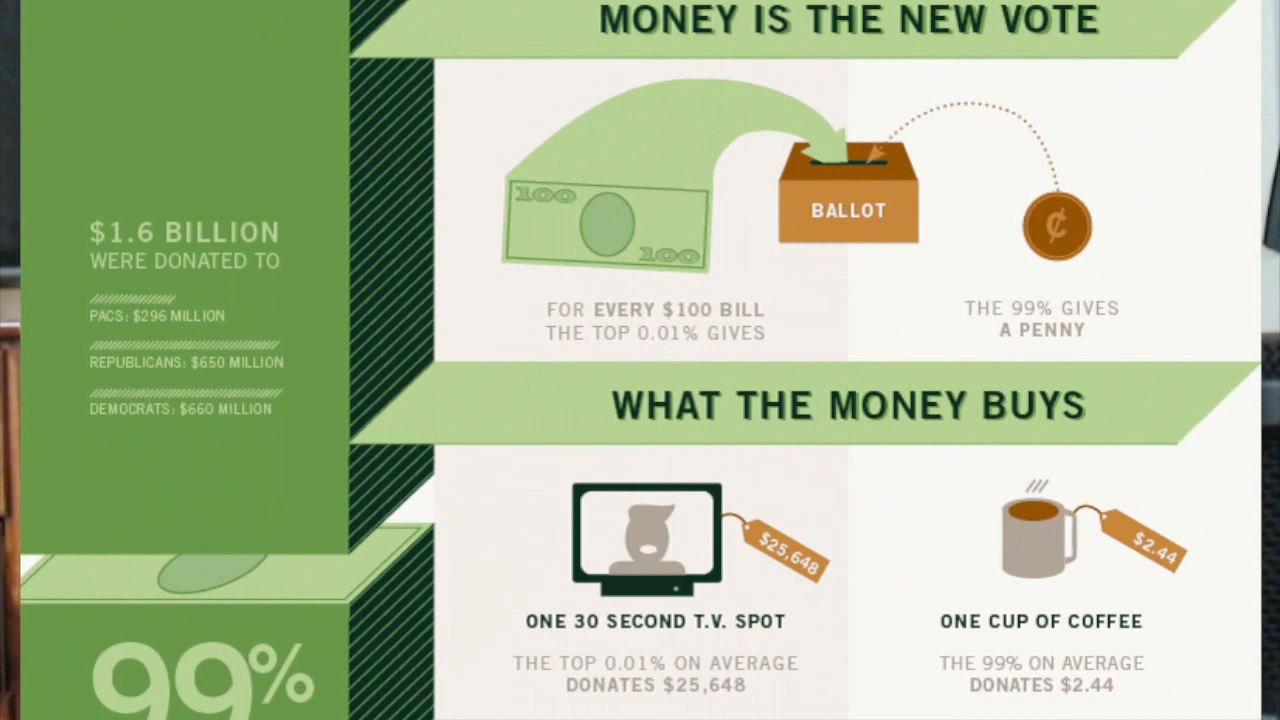 MONEY IS THE NEW VOTE
$1.6 BILLION
WERE DONATED TO
PACS: $296 MILLION
REPUBLICANS: $650 MILLION
DEMOCRATS: $660 MILLION
99%
100
100
BALLOT
¢
FOR EVERY $100 BILL
THE TOP 0.01% GIVES
THE 99% GIVES
A PENNY
WHAT THE MONEY BUYS
$25,648
$2.44
ONE 30 SECOND T.V. SPOT
THE TOP 0.01% ON AVERAGE
DONATES $25,648
ONE CUP OF COFFEE
THE 99% ON AVERAGE
DONATES $2.44